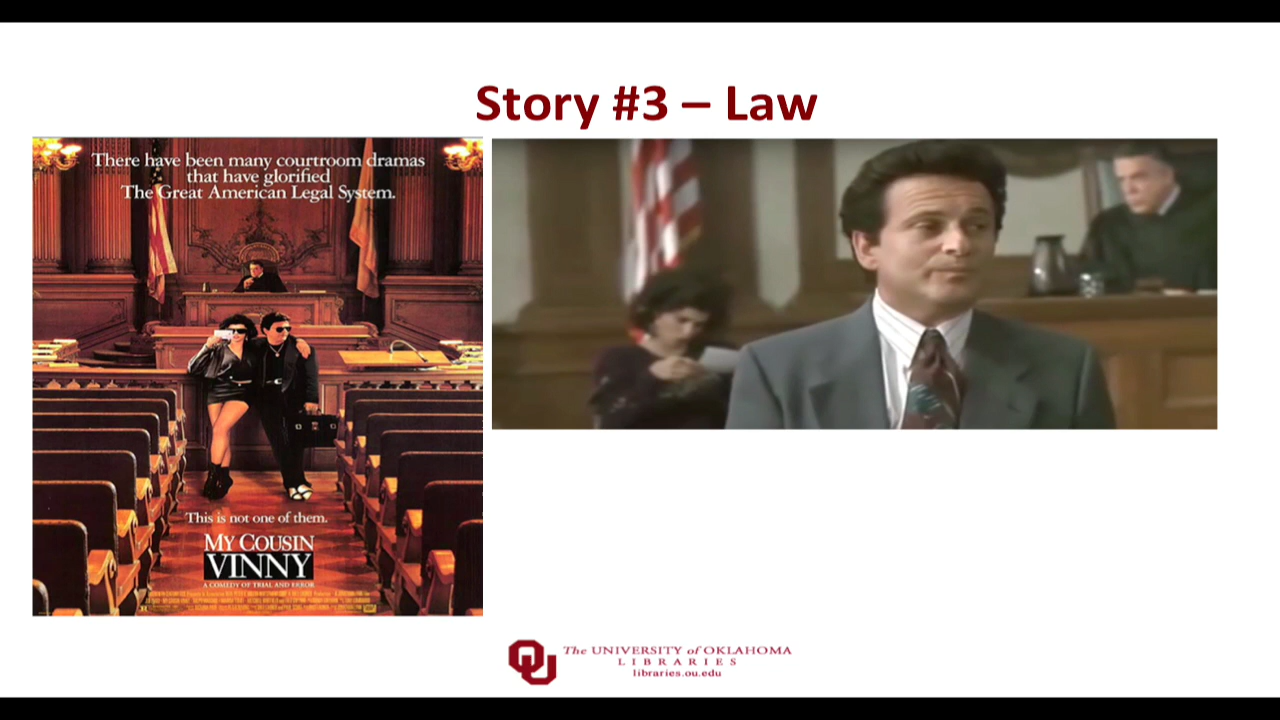 Story #3 – Law
There have been many courtroom dramas
that have glorified
The Great American Legal System.
This is not one of them.
MY COUSIN
VINNY
A COMEDY OF TRIAL AND ERROR
The UNIVERSITY of OKLAHOMA
LIBRARIES
libraries.ou.edu